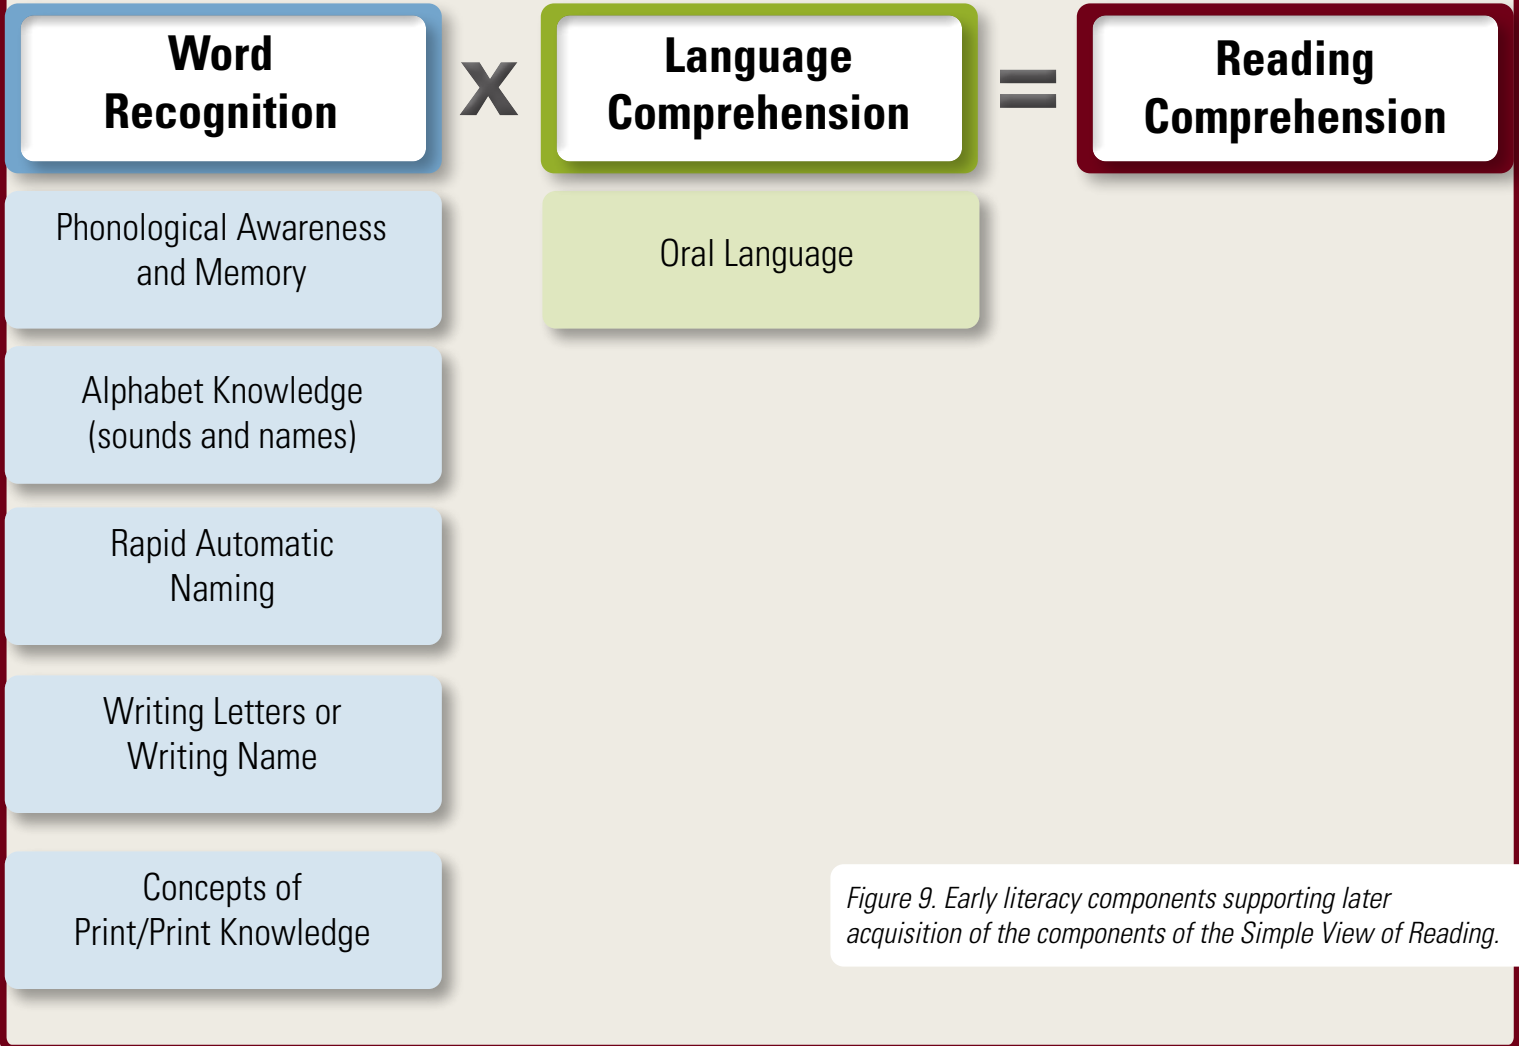 Word
Recognition
x
Language
Comprehension
=
Reading
Comprehension
Phonological Awareness
and Memory
Oral Language
Alphabet Knowledge
(sounds and names)
Rapid Automatic
Naming
Writing Letters or
Writing Name
Concepts of
Print/Print Knowledge
Figure 9. Early literacy components supporting later
acquisition of the components of the Simple View of Reading.